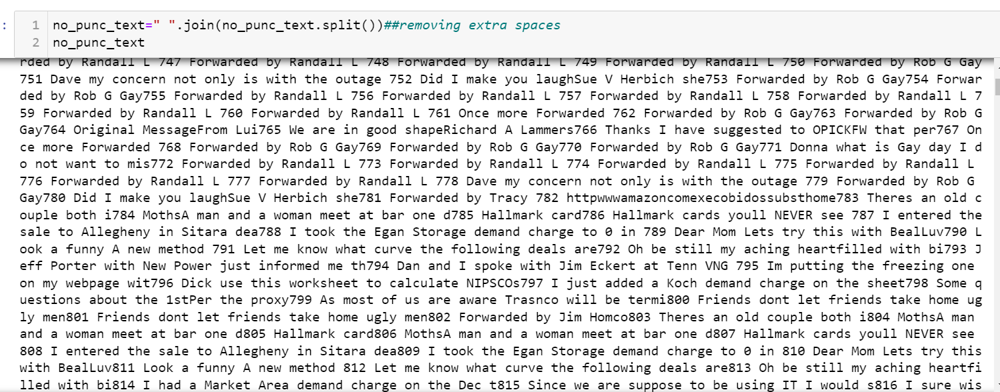 :
1 no_punc_text=" ".join(no_punc_text.split())##removing extra spaces
2 no_punc_text
rded by Randall L 747 Forwarded by Randall L 748 Forwarded by Randall L 749 Forwarded by Randall L 750 Forwarded by Rob G Gay
751 Dave my concern not only is with the outage 752 Did I make you laughSue V Herbich she753 Forwarded by Rob G Gay754 Forwar
ded by Rob G Gay755 Forwarded by Randall L 756 Forwarded by Randall L 757 Forwarded by Randall L 758 Forwarded by Randall L 7
59 Forwarded by Randall L 760 Forwarded by Randall L 761 Once more Forwarded 762 Forwarded by Rob G Gay763 Forwarded by Rob G
Gay764 Original MessageFrom Lui765 We are in good shapeRichard A Lammers766 Thanks I have suggested to OPICKFW that per767 On
ce more Forwarded 768 Forwarded by Rob G Gay769 Forwarded by Rob G Gay770 Forwarded by Rob G Gay771 Donna what is Gay day I d
o not want to mis772 Forwarded by Randall L 773 Forwarded by Randall L 774 Forwarded by Randall L 775 Forwarded by Randall L
776 Forwarded by Randall L 777 Forwarded by Randall L 778 Dave my concern not only is with the outage 779 Forwarded by Rob G
Gay780 Did I make you laughSue V Herbich she781 Forwarded by Tracy 782 httpwwwamazoncomexecobidossubsthome783 Theres an old c
ouple both i784 MothsA man and a woman meet at bar one d785 Hallmark card786 Hallmark cards youll NEVER see 787 I entered the
sale to Allegheny in Sitara dea788 I took the Egan Storage demand charge to 0 in 789 Dear Mom Lets try this with BealLuv790 L
ook a funny A new method 791 Let me know what curve the following deals are792 Oh be still my aching heartfilled with bi793 J
eff Porter with New Power just informed me th794 Dan and I spoke with Jim Eckert at Tenn VNG 795 Im putting the freezing one
on my webpage wit796 Dick use this worksheet to calculate NIPSCOs797 I just added a Koch demand charge on the sheet798 Some q
uestions about the 1stPer the proxy799 As most of us are aware Trasnco will be termi800 Friends dont let friends take home ug
ly men801 Friends dont let friends take home ugly men802 Forwarded by Jim Homco803 Theres an old couple both i804 MothsA man
and a woman meet at bar one d805 Hallmark card806 MothsA man and a woman meet at bar one d807 Hallmark cards youll NEVER see
808 I entered the sale to Allegheny in Sitara dea809 I took the Egan Storage demand charge to 0 in 810 Dear Mom Lets try this
with BealLuv811 Look a funny A new method 812 Let me know what curve the following deals are813 Oh be still my aching heartfi
lled with bi814 I had a Market Area demand charge on the Dec t815 Since we are suppose to be using IT I would s816 I sure wis